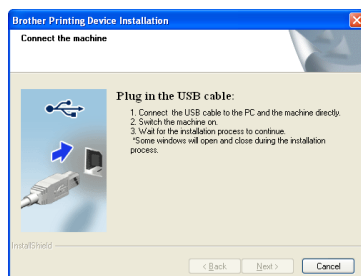 Brother Printing Device Installation
Connect the machine
Plug in the USB cable:
1. Connect the USB cable to the PC and the machine directly.
2. Switch the machine on.
3. Wait for the installation process to continue.
*Some windows will open and close during the installation
process.
InstallShield
< Back
Next >
Cancel